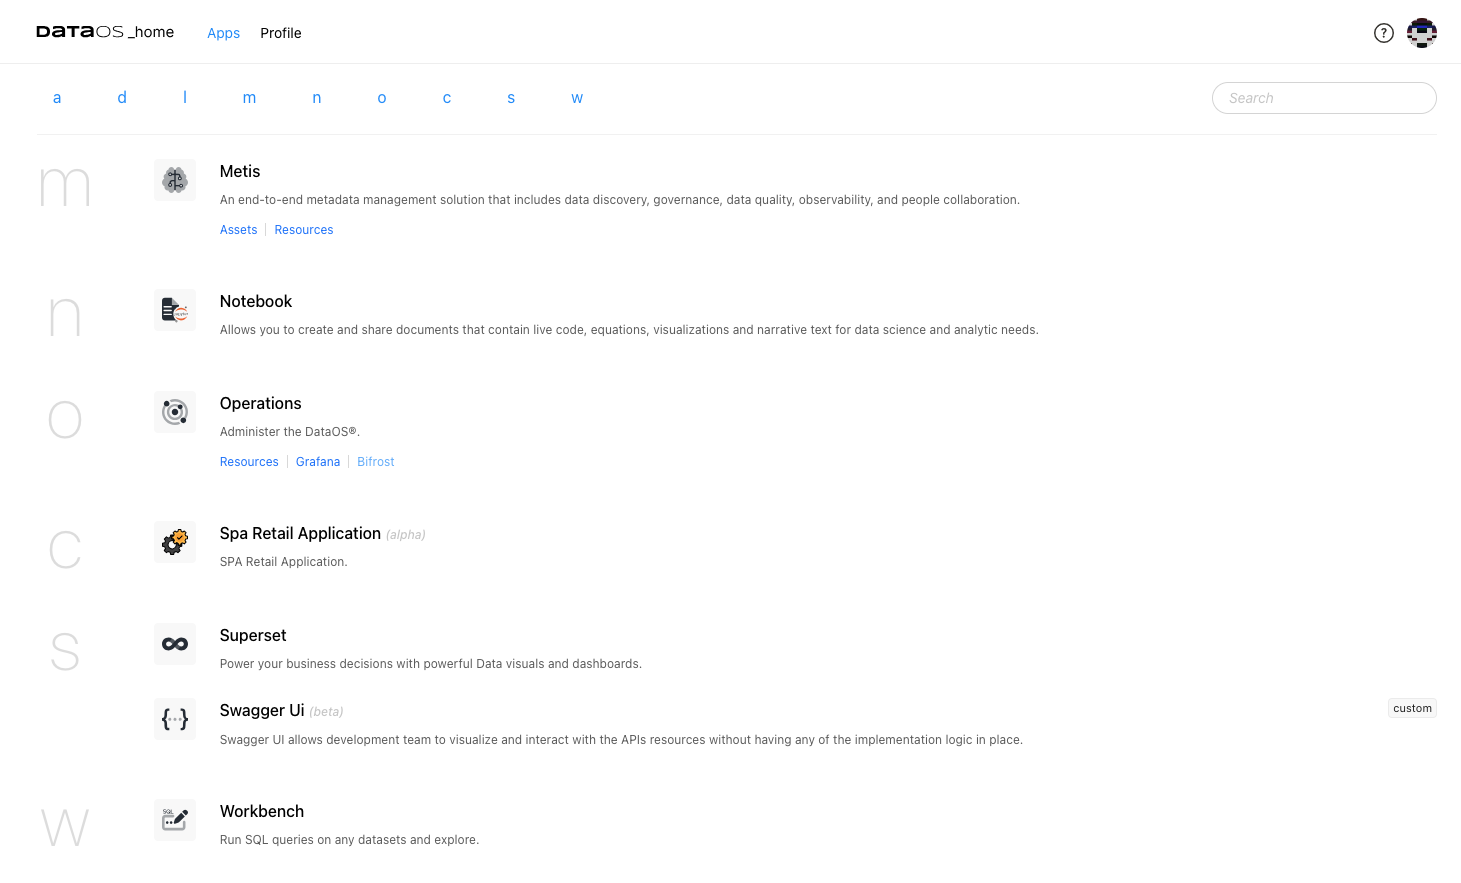 DATAOS _home Apps Profile ?
a d l m n o c s w Search
m
Metis
An end-to-end metadata management solution that includes data discovery, governance, data quality, observability, and people collaboration.
Assets | Resources
n
Notebook
Allows you to create and share documents that contain live code, equations, visualizations and narrative text for data science and analytic needs.
o
Operations
Administer the DataOS®.
Resources | Grafana | Bifrost
c
Spa Retail Application (alpha)
SPA Retail Application.
s
Superset
Power your business decisions with powerful Data visuals and dashboards.
Swagger Ui (beta) custom
Swagger UI allows development team to visualize and interact with the APIs resources without having any of the implementation logic in place.
w
SQL
Workbench
Run SQL queries on any datasets and explore.